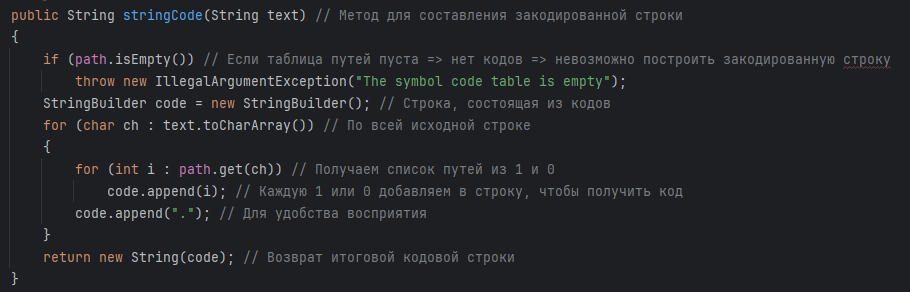 public String stringCode(String text) // Метод для составления закодированной строки
{
if (path.isEmpty()) // Если таблица путей пуста => нет кодов => невозможно построить закодированную строку
throw new IllegalArgumentException("The symbol code table is empty");
StringBuilder code = new StringBuilder(); // Строка, состоящая из кодов
for (char ch : text.toCharArray()) // По всей исходной строке
{
for (int i : path.get(ch)) // Получаем список путей из 1 и 0
code.append(i); // Каждую 1 или 0 добавляем в строку, чтобы получить код
code.append("."); // Для удобства восприятия
}
return new String(code); // Возврат итоговой кодовой строки
}